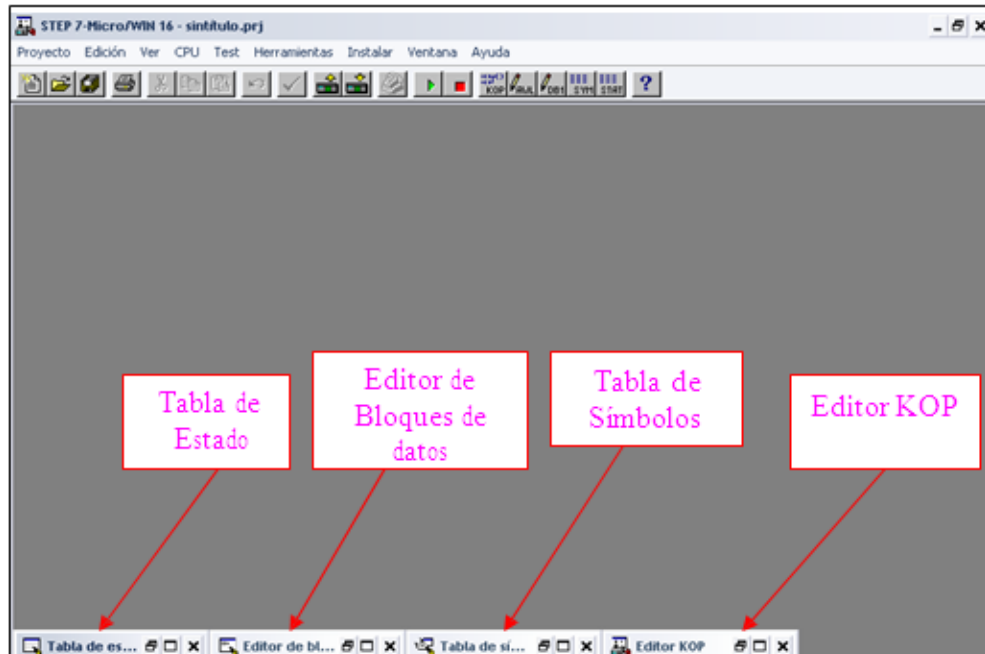 STEP 7-Micro/WIN 16 - sintítulo.prj
Proyecto Edición Ver CPU Test Herramientas Instalar Ventana Ayuda
KOP AWL DB1 SYM STAT ?
Tabla de
Estado
Editor de
Bloques de
datos
Tabla de
Símbolos
Editor KOP
Tabla de es... Editor de bl... Tabla de sí... Editor KOP